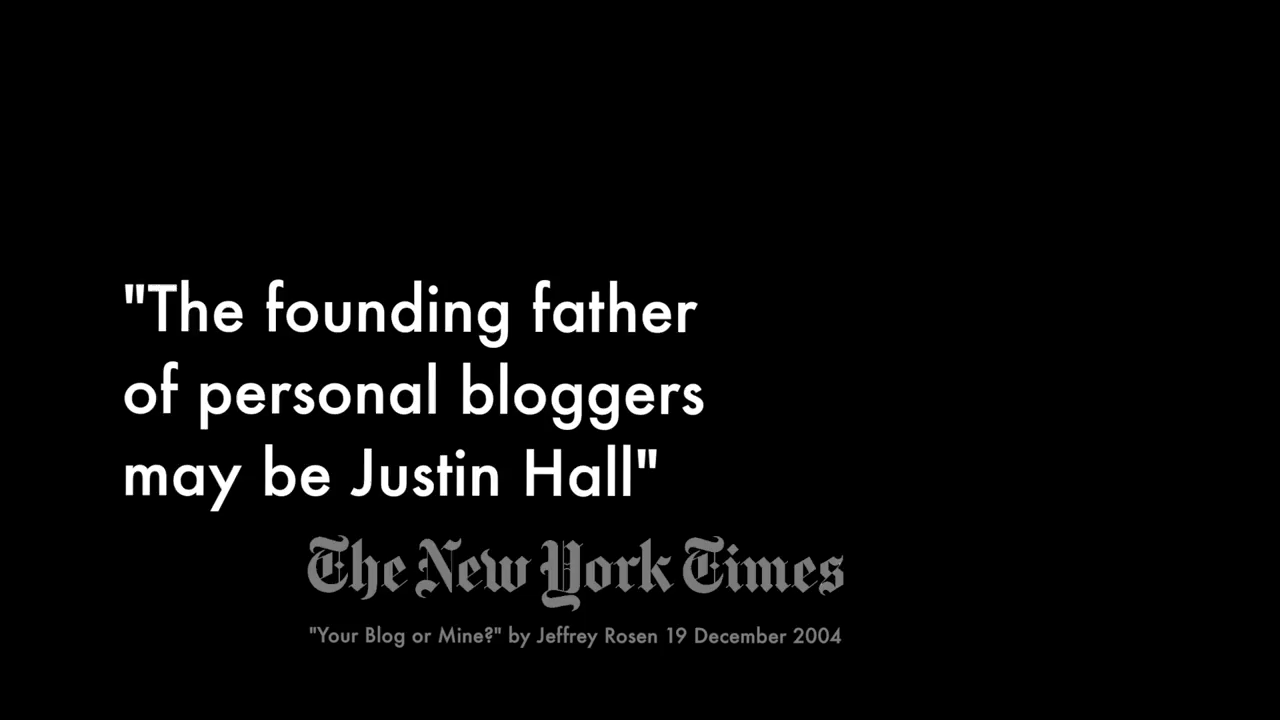 "The founding father
of personal bloggers
may be Justin Hall"
The New York Times
"Your Blog or Mine?" by Jeffrey Rosen 19 December 2004